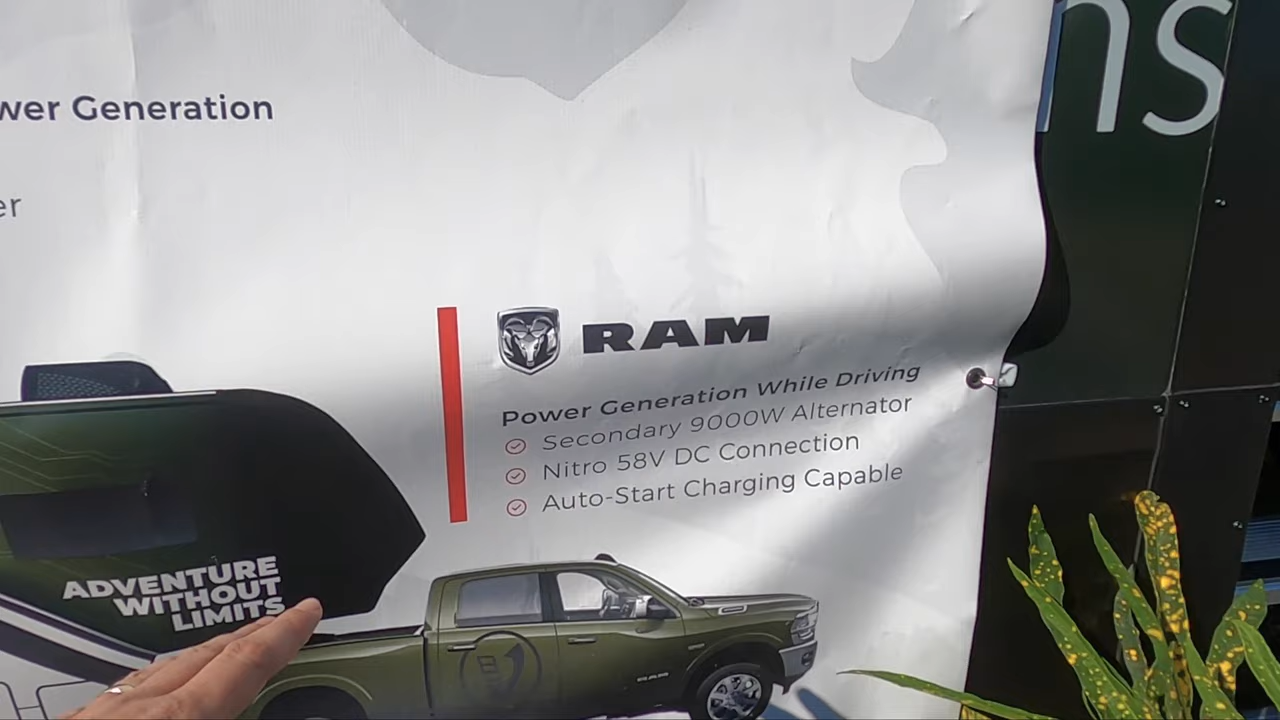 ns
wer Generation
er
RAM
Power Generation While Driving
Secondary 9000W Alternator
Nitro 58V DC Connection
Auto-Start Charging Capable
ADVENTURE
WITHOUT
LIMITS
RAM